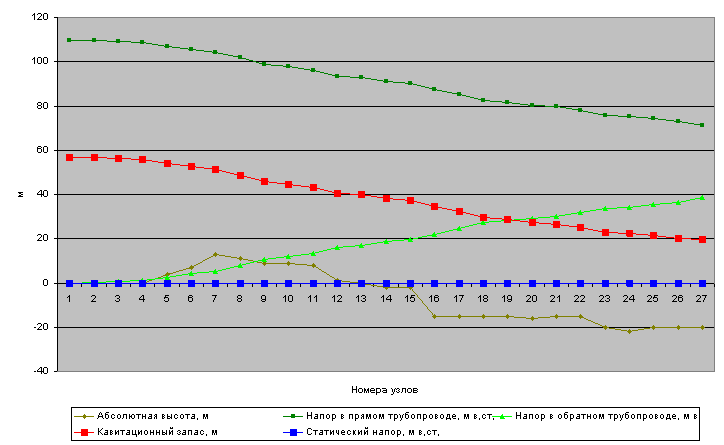 120
100
80
60
40
20
0
-20
-40
м
1 2 3 4 5 6 7 8 9 10 11 12 13 14 15 16 17 18 19 20 21 22 23 24 25 26 27
Номера узлов
Абсолютная высота, м
Напор в прямом трубопроводе, м в,ст,
Напор в обратном трубопроводе, м в
Кавитационный запас, м
Статический напор, м в,ст,